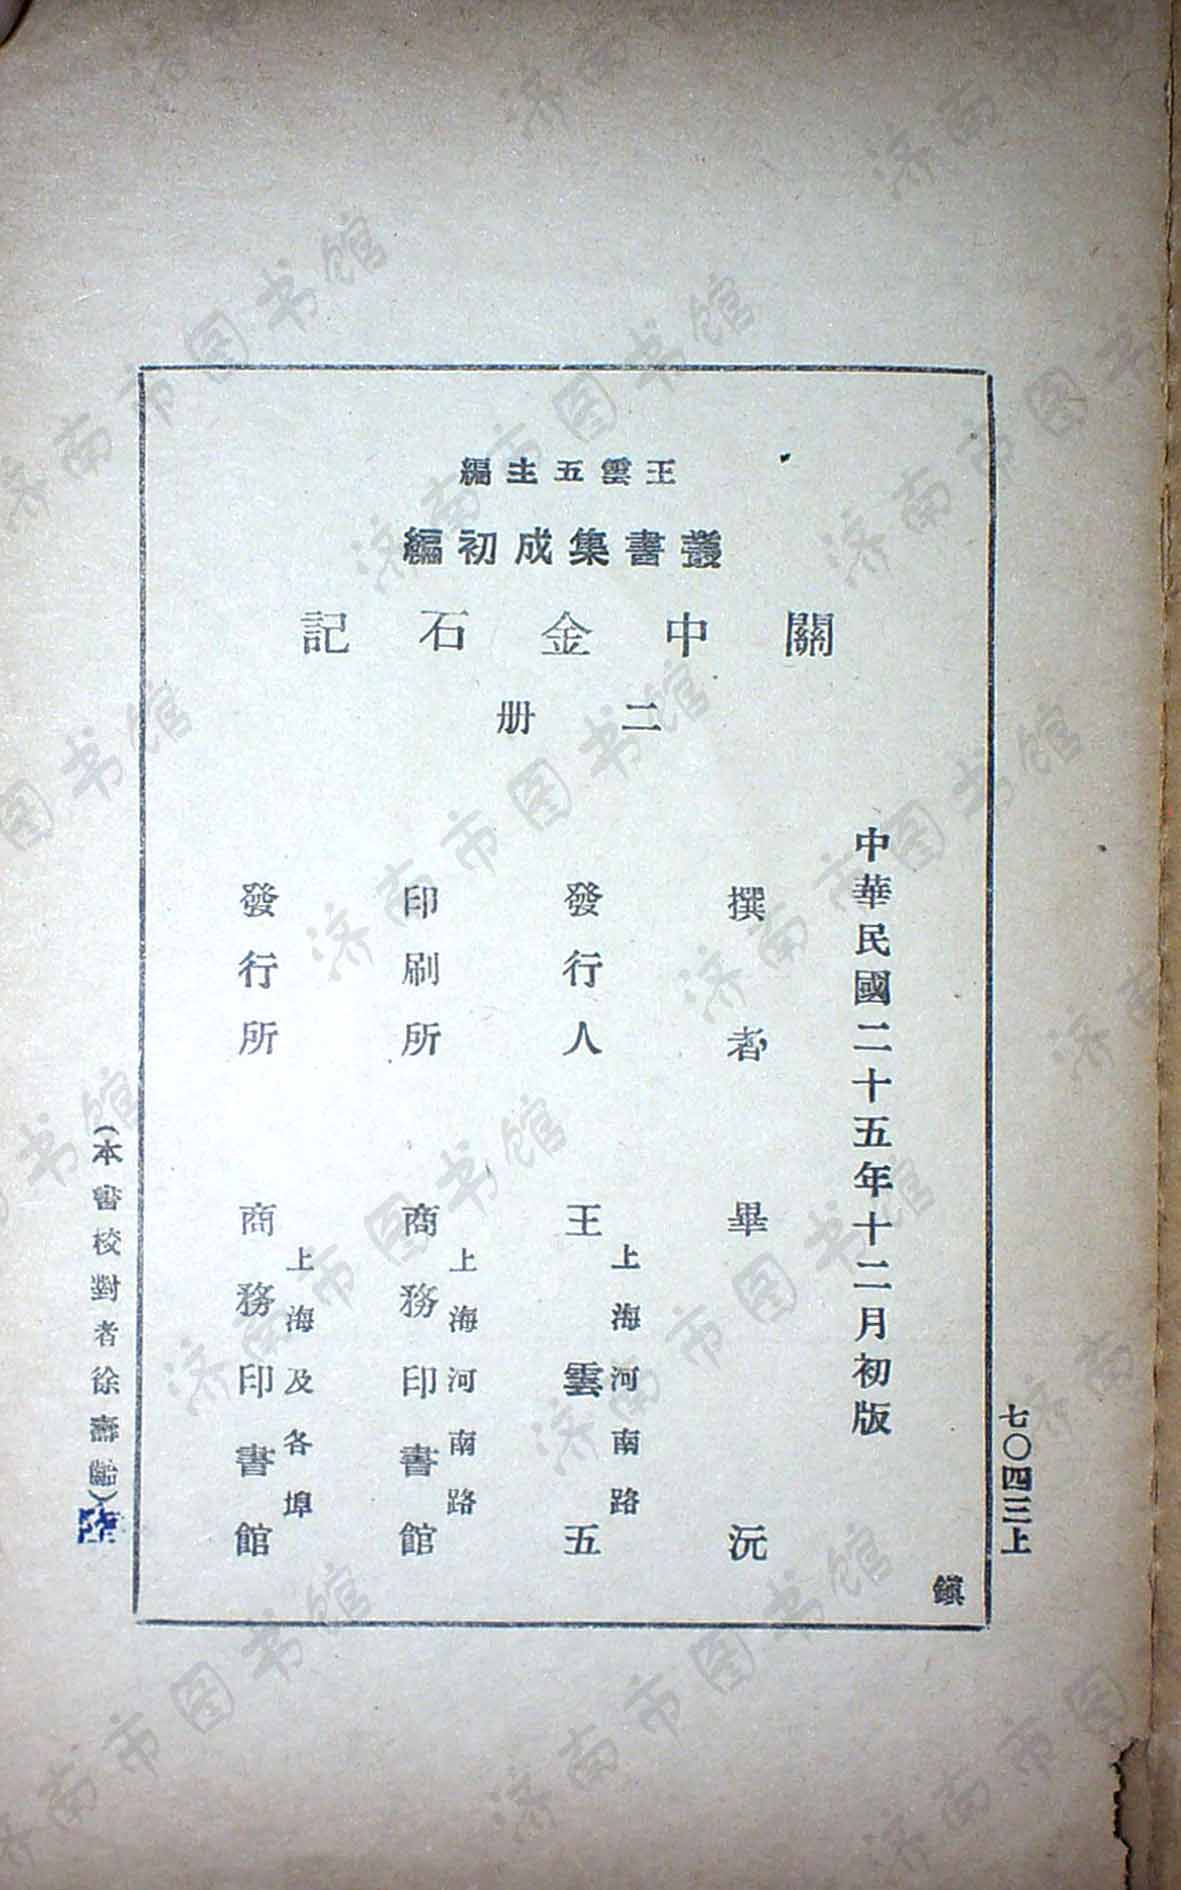 王雲五主編
叢書集成初編
關中金石記
二册
中華民國二十五年十二月初版
撰者 畢沅
發行人 王雲五
上海河南路
印刷所 商務印書館
上海河南路
發行所 商務印書館
上海及各埠
(本書校對者徐壽齡)
七〇四三上
鎭
济南市图书馆